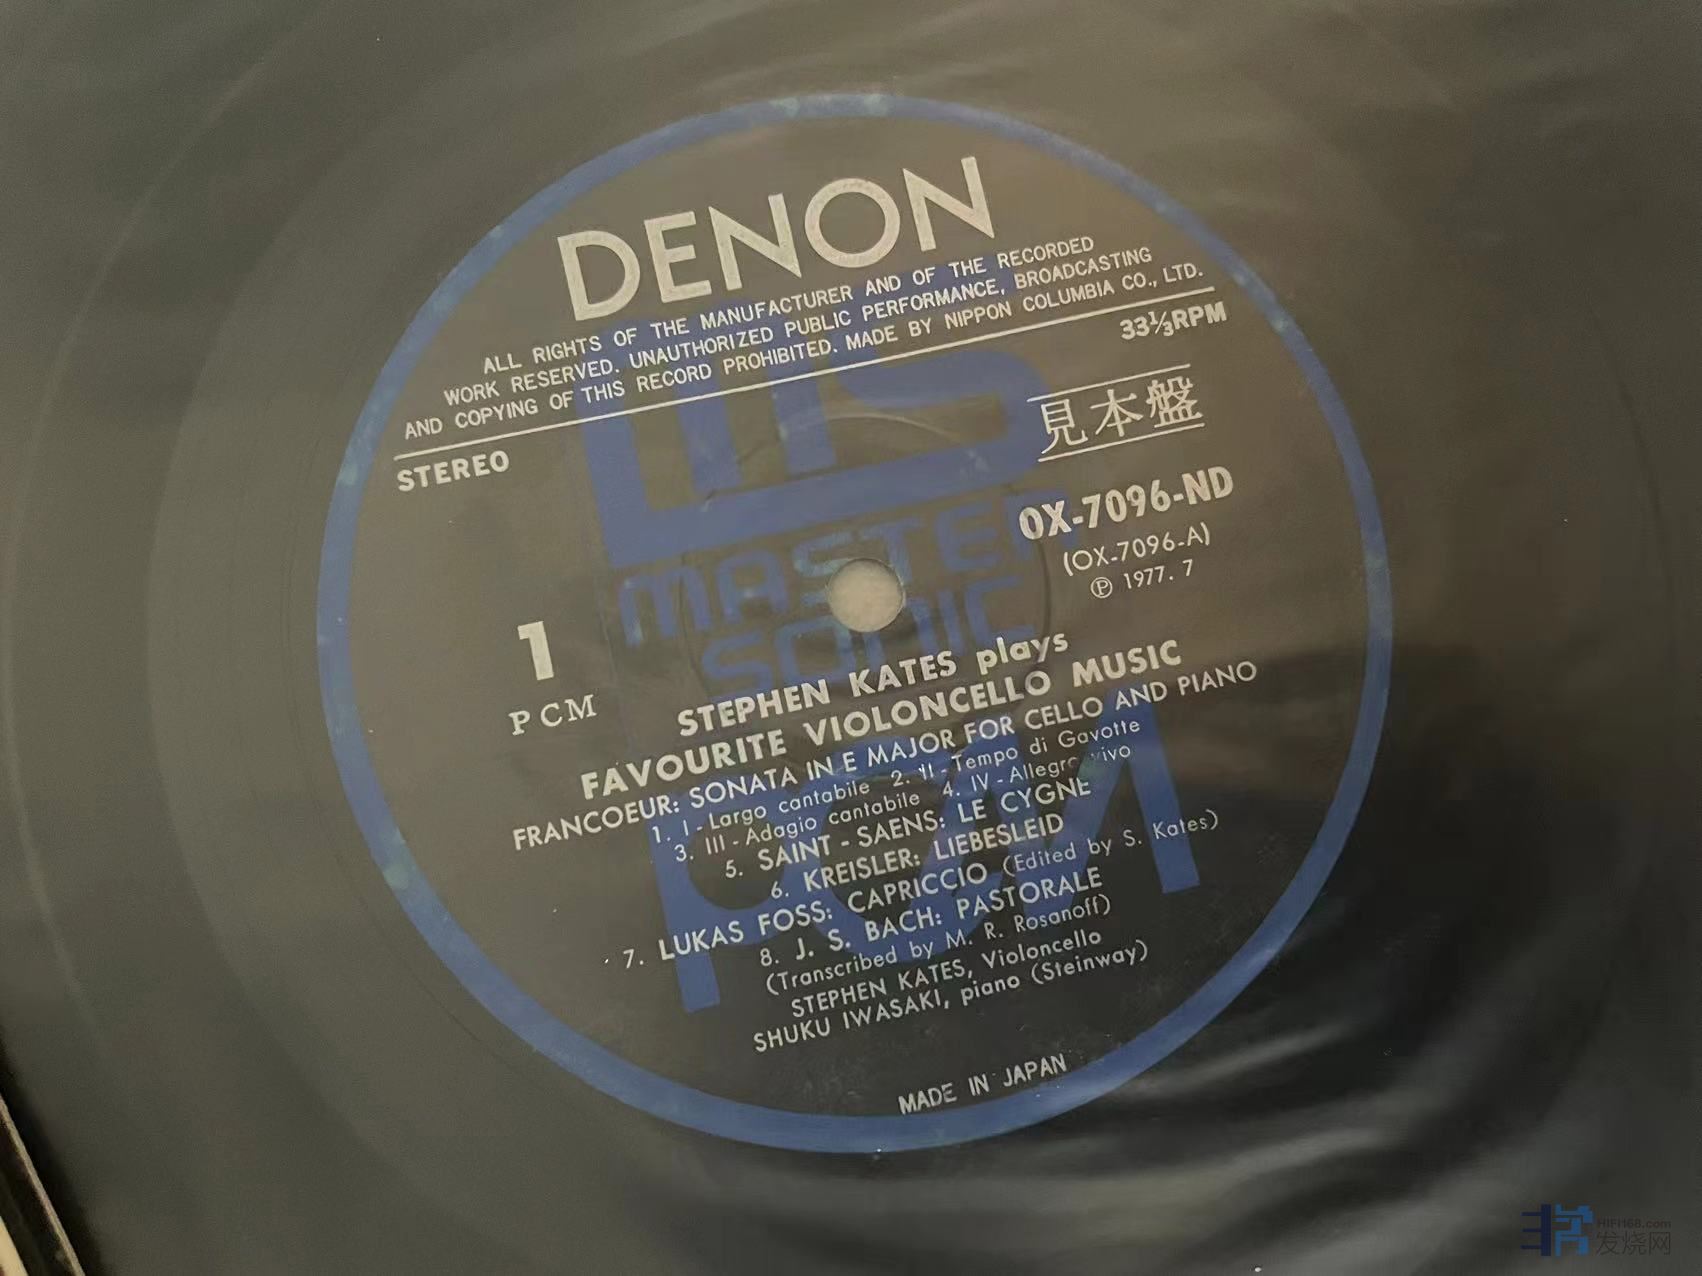 DENON
ALL RIGHTS OF THE MANUFACTURER AND OF THE RECORDED
WORK RESERVED. UNAUTHORIZED PUBLIC PERFORMANCE, BROADCASTING
AND COPYING OF THIS RECORD PROHIBITED. MADE BY NIPPON COLUMBIA CO., LTD.
STEREO
33⅓RPM
見本盤
OX-7096-ND
(OX-7096-A)
Ⓟ 1977. 7
MASTER
SONIC
PCM
1
PCM
STEPHEN KATES plays
FAVOURITE VIOLONCELLO MUSIC
FRANCOEUR: SONATA IN E MAJOR FOR CELLO AND PIANO
1. I - Largo cantabile 2. II - Tempo di Gavotte
3. III - Adagio cantabile 4. IV - Allegro vivo
5. SAINT - SAENS: LE CYGNE
6. KREISLER: LIEBESLEID
7. LUKAS FOSS: CAPRICCIO (Edited by S. Kates)
8. J. S. BACH: PASTORALE
(Transcribed by M. R. Rosanoff)
STEPHEN KATES, Violoncello
SHUKU IWASAKI, piano (Steinway)
MADE IN JAPAN
HIFI168.com
发烧网